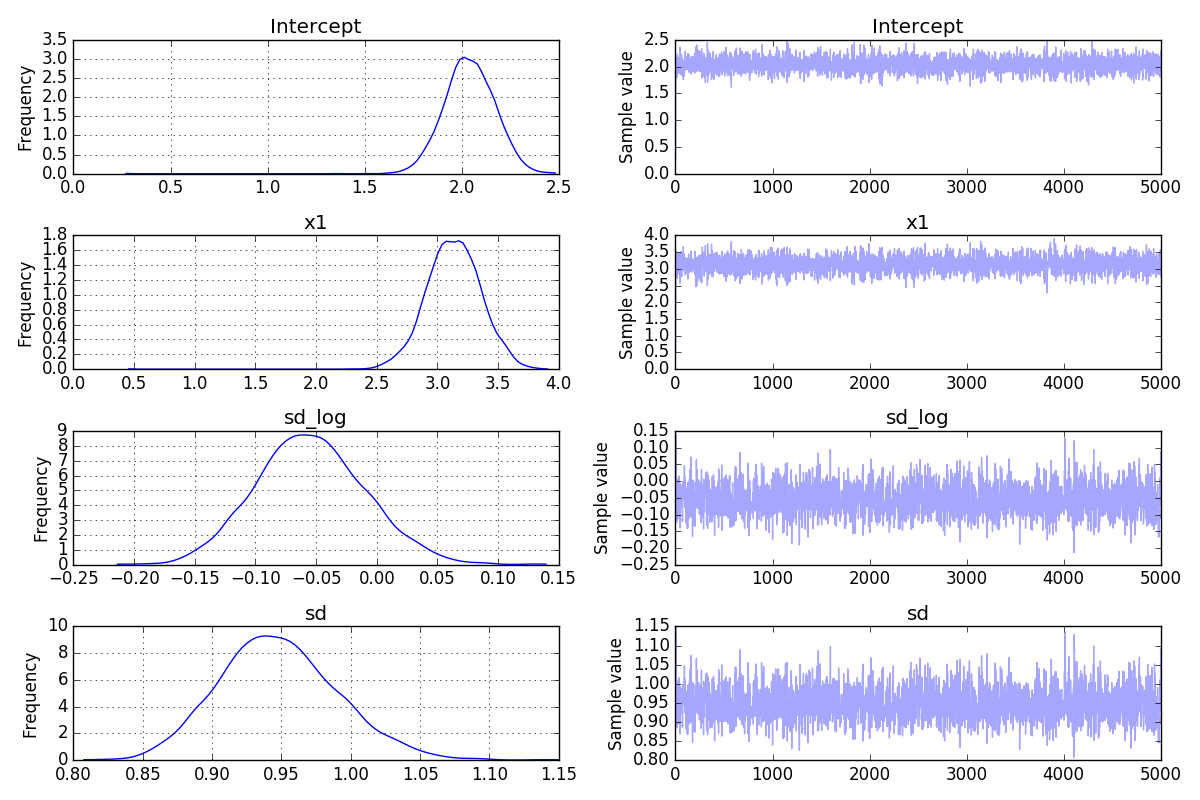 Intercept
Frequency
3.5
3.0
2.5
2.0
1.5
1.0
0.5
0.0
0.0 0.5 1.0 1.5 2.0 2.5
Intercept
Sample value
2.5
2.0
1.5
1.0
0.5
0.0
0 1000 2000 3000 4000 5000
x1
Frequency
1.8
1.6
1.4
1.2
1.0
0.8
0.6
0.4
0.2
0.0
0.0 0.5 1.0 1.5 2.0 2.5 3.0 3.5 4.0
x1
Sample value
4.0
3.5
3.0
2.5
2.0
1.5
1.0
0.5
0.0
0 1000 2000 3000 4000 5000
sd_log
Frequency
9
8
7
6
5
4
3
2
1
0
−0.25 −0.20 −0.15 −0.10 −0.05 0.00 0.05 0.10 0.15
sd_log
Sample value
0.15
0.10
0.05
0.00
−0.05
−0.10
−0.15
−0.20
−0.25
0 1000 2000 3000 4000 5000
sd
Frequency
10
8
6
4
2
0
0.80 0.85 0.90 0.95 1.00 1.05 1.10 1.15
sd
Sample value
1.15
1.10
1.05
1.00
0.95
0.90
0.85
0.80
0 1000 2000 3000 4000 5000